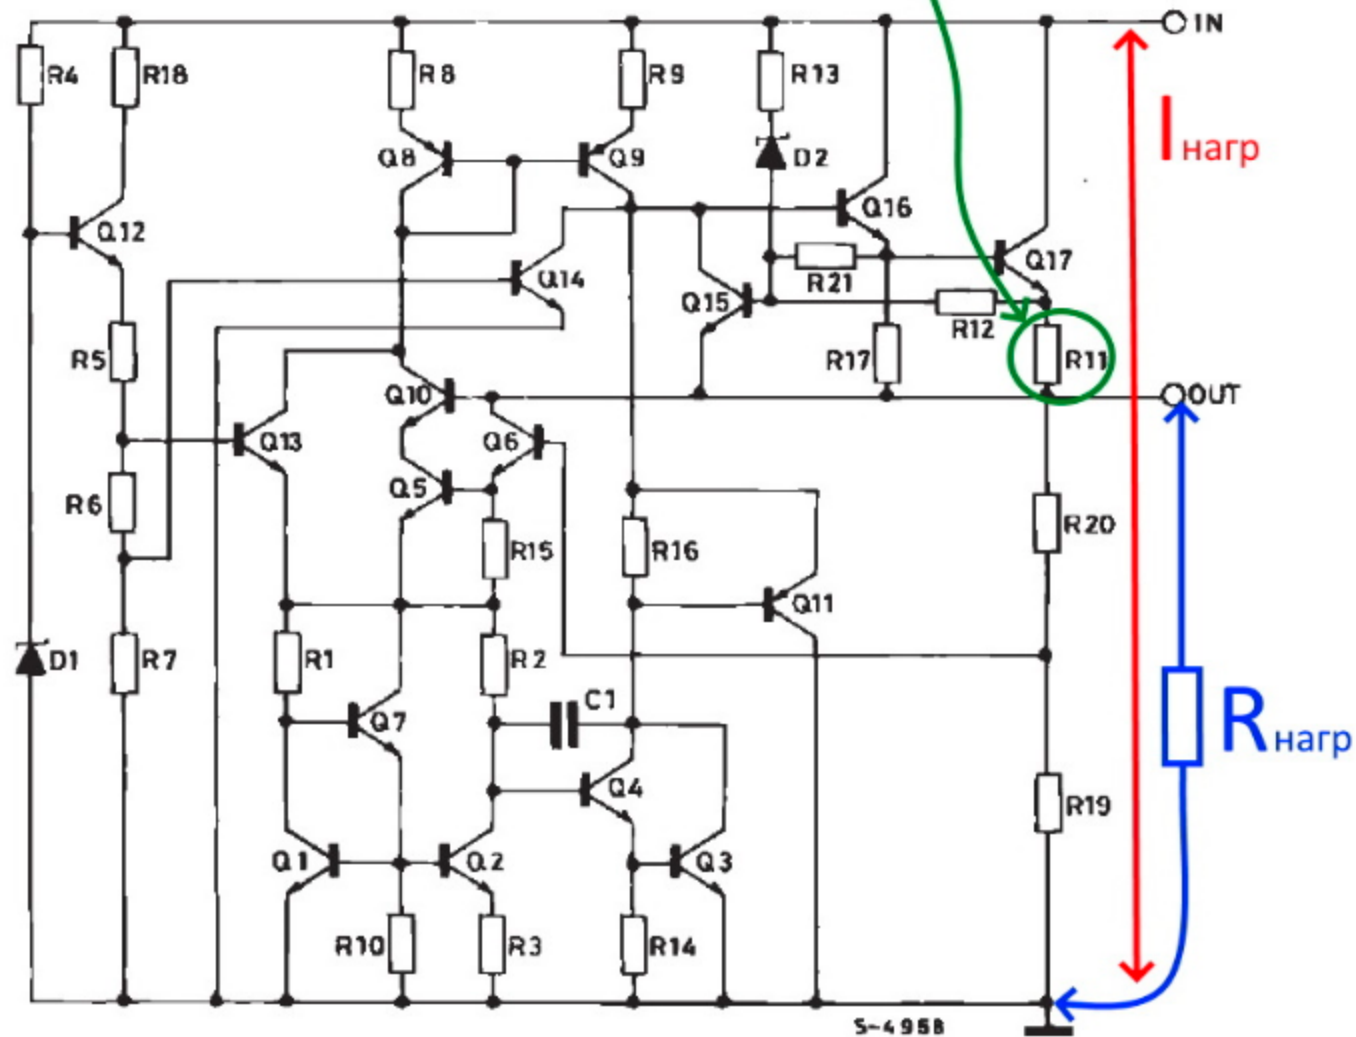 IN
R4
R18
R8
R9
R13
Iнагр
Q8
Q9
D2
Q12
Q16
Q14
R21
Q17
Q15
R12
R5
R17
R11
Q10
OUT
Q13
Q6
Q5
R6
R20
R15
R16
Q11
D1
R7
R1
R2
C1
Q7
Rнагр
Q4
R19
Q1
Q2
Q3
R10
R3
R14
S-4958